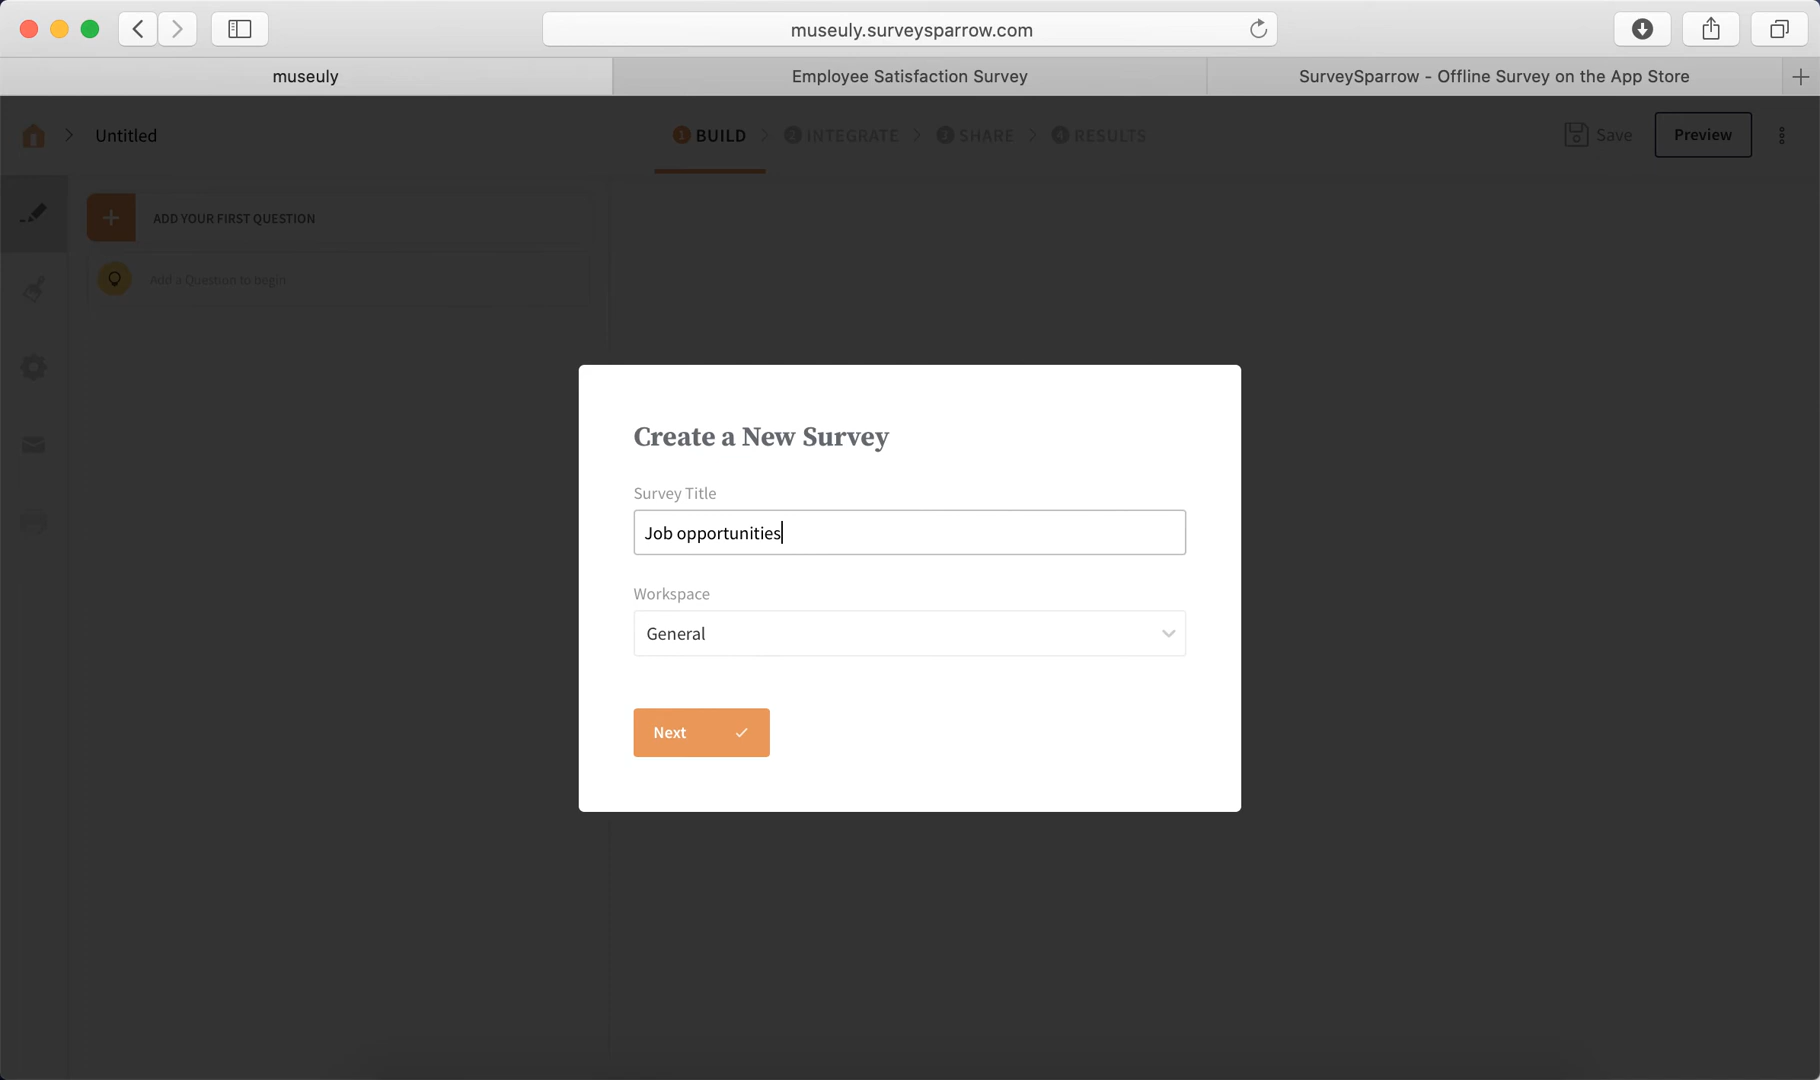 museuly.surveysparrow.com
museuly
Employee Satisfaction Survey
SurveySparrow - Offline Survey on the App Store
Untitled
1 BUILD
2 INTEGRATE
3 SHARE
4 RESULTS
Save
Preview
ADD YOUR FIRST QUESTION
Add a Question to begin
Create a New Survey
Survey Title
Job opportunities
Workspace
General
Next